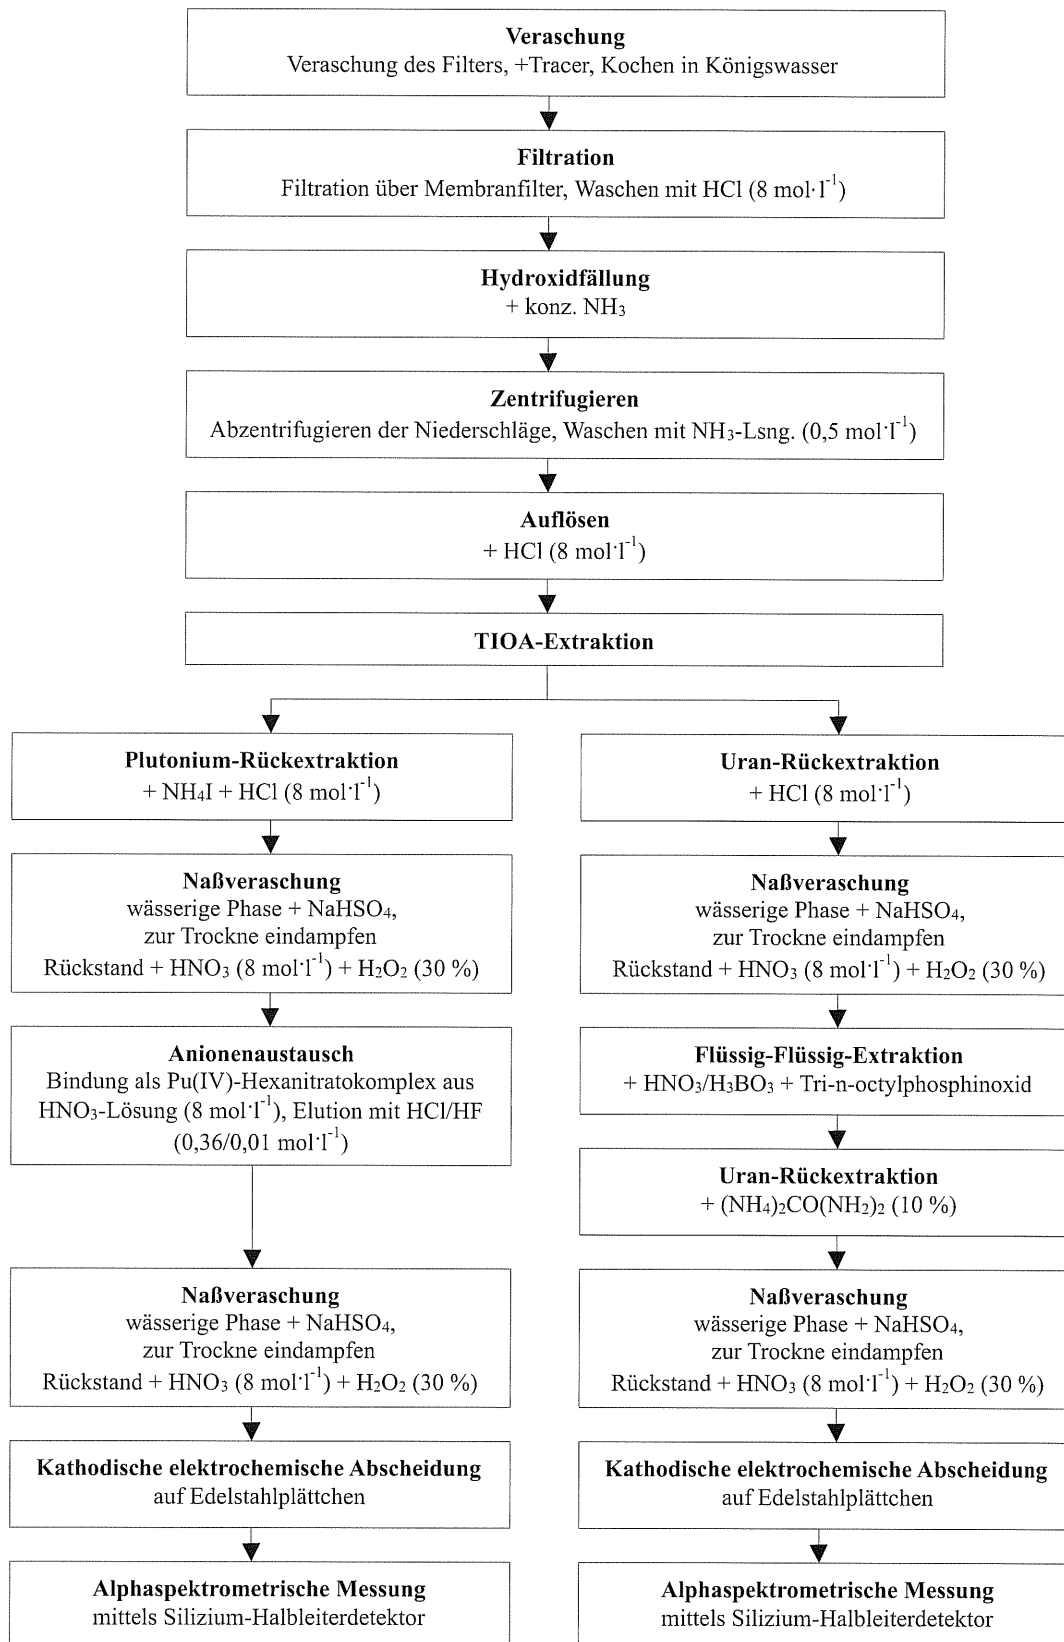 Veraschung
Veraschung des Filters, +Tracer, Kochen in Königswasser
Filtration
Filtration über Membranfilter, Waschen mit HCl (8 mol·l⁻¹)
Hydroxidfällung
+ konz. NH₃
Zentrifugieren
Abzentrifugieren der Niederschläge, Waschen mit NH₃-Lsng. (0,5 mol·l⁻¹)
Auflösen
+ HCl (8 mol·l⁻¹)
TIOA-Extraktion
Plutonium-Rückextraktion
+ NH₄I + HCl (8 mol·l⁻¹)
Naßveraschung
wässerige Phase + NaHSO₄,
zur Trockne eindampfen
Rückstand + HNO₃ (8 mol·l⁻¹) + H₂O₂ (30 %)
Anionenaustausch
Bindung als Pu(IV)-Hexanitratokomplex aus
HNO₃-Lösung (8 mol·l⁻¹), Elution mit HCl/HF
(0,36/0,01 mol·l⁻¹)
Naßveraschung
wässerige Phase + NaHSO₄,
zur Trockne eindampfen
Rückstand + HNO₃ (8 mol·l⁻¹) + H₂O₂ (30 %)
Kathodische elektrochemische Abscheidung
auf Edelstahlplättchen
Alphaspektrometrische Messung
mittels Silizium-Halbleiterdetektor
Uran-Rückextraktion
+ HCl (8 mol·l⁻¹)
Naßveraschung
wässerige Phase + NaHSO₄,
zur Trockne eindampfen
Rückstand + HNO₃ (8 mol·l⁻¹) + H₂O₂ (30 %)
Flüssig-Flüssig-Extraktion
+ HNO₃/H₃BO₃ + Tri-n-octylphosphinoxid
Uran-Rückextraktion
+ (NH₄)₂CO(NH₂)₂ (10 %)
Naßveraschung
wässerige Phase + NaHSO₄,
zur Trockne eindampfen
Rückstand + HNO₃ (8 mol·l⁻¹) + H₂O₂ (30 %)
Kathodische elektrochemische Abscheidung
auf Edelstahlplättchen
Alphaspektrometrische Messung
mittels Silizium-Halbleiterdetektor